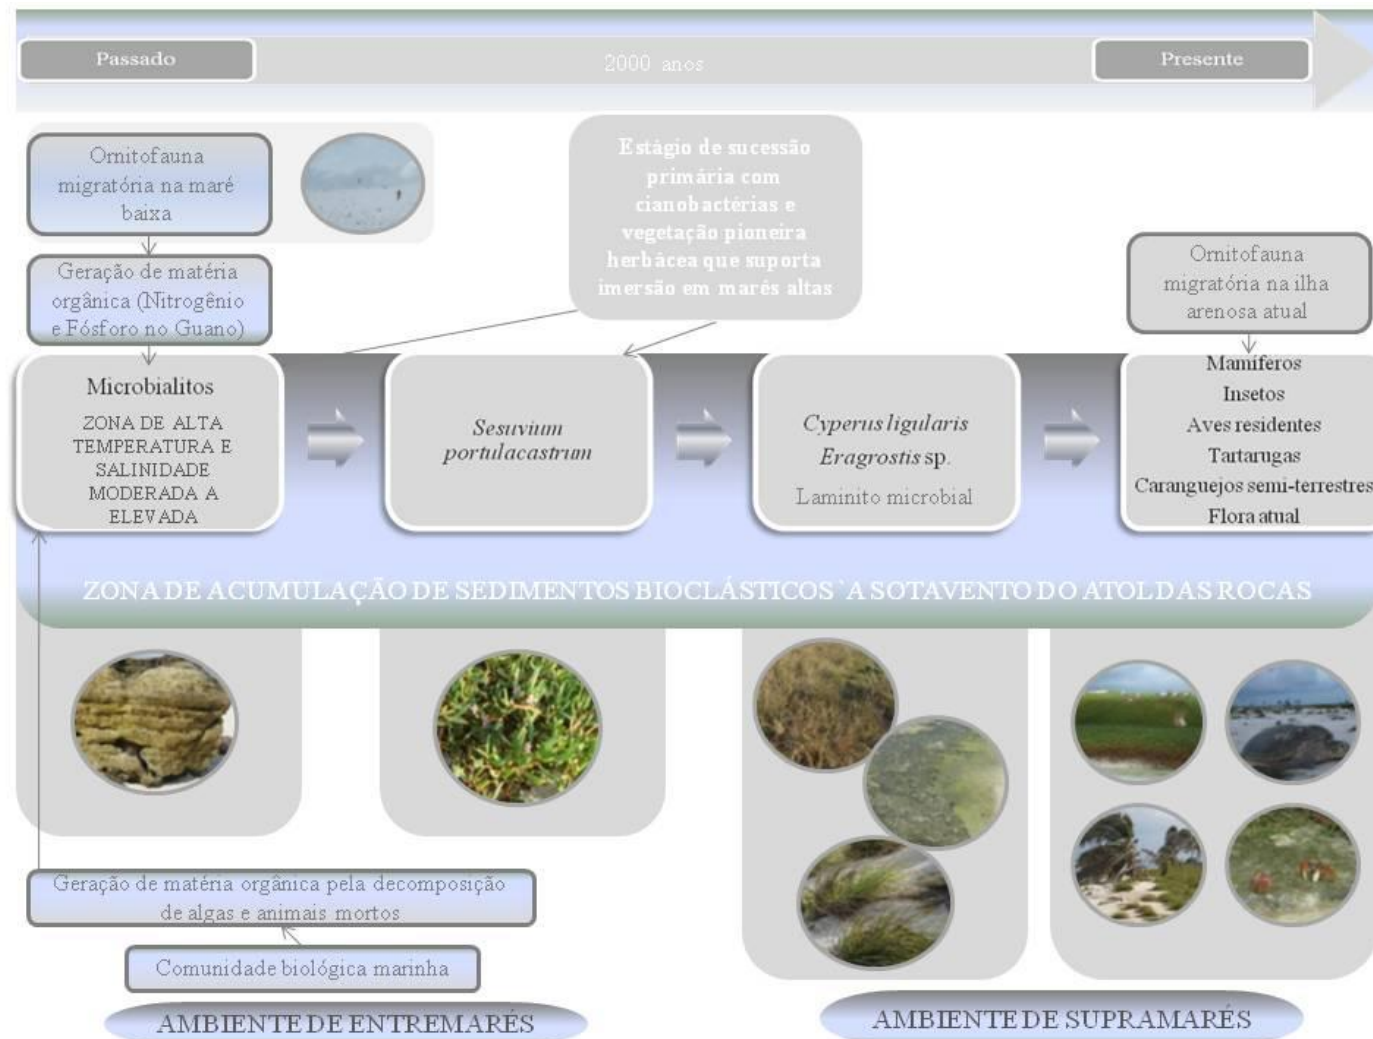 Passado
2000 anos
Presente
Ornitofauna
migratória na maré
baixa
Geração de matéria
orgânica (Nitrogênio
e Fósforo no Guano)
Estágio de sucessão
primária com
cianobactérias e
vegetação pioneira
herbácea que suporta
imersão em marés altas
Ornitofauna
migratória na ilha
arenosa atual
Microbialitos
ZONA DE ALTA
TEMPERATURA E
SALINIDADE
MODERADA A
ELEVADA
Sesuvium
portulacastrum
Cyperus ligularis
Eragrostis sp.
Laminito microbial
Mamíferos
Insetos
Aves residentes
Tartarugas
Caranguejos semi-terrestres
Flora atual
ZONA DE ACUMULAÇÃO DE SEDIMENTOS BIOCLÁSTICOS `A SOTAVENTO DO ATOL DAS ROCAS
Geração de matéria orgânica pela decomposição
de algas e animais mortos
Comunidade biológica marinha
AMBIENTE DE ENTREMARÉS
AMBIENTE DE SUPRAMARÉS